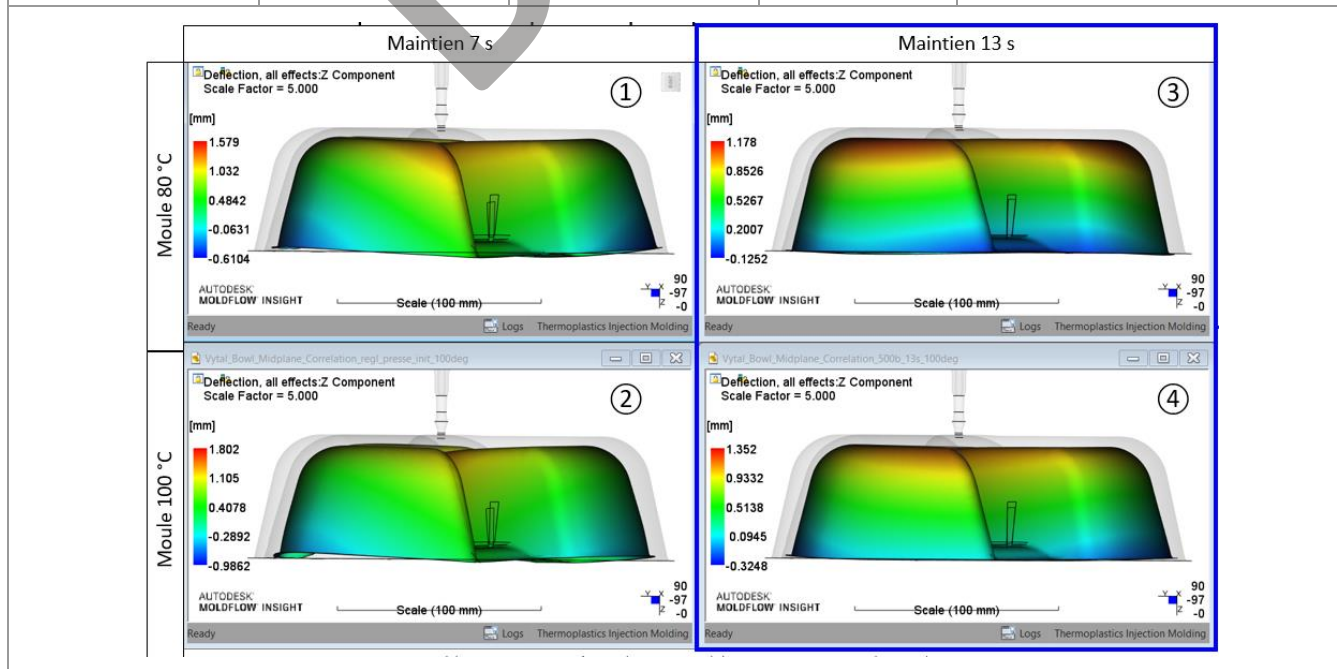 Maintien 7 s
Maintien 13 s
Moule 80 °C
Deflection, all effects:Z Component
Scale Factor = 5.000
①
[mm]
1.579
1.032
0.4842
-0.0631
-0.6104
AUTODESK
MOLDFLOW INSIGHT
Scale (100 mm)
Y X
Z
90
-97
-0
Ready
Logs
Thermoplastics Injection Molding
Deflection, all effects:Z Component
Scale Factor = 5.000
③
[mm]
1.178
0.8526
0.5267
0.2007
-0.1252
AUTODESK
MOLDFLOW INSIGHT
Scale (100 mm)
Y X
Z
90
-97
-0
Ready
Logs
Thermoplastics Injection Molding
Moule 100 °C
Vytal_Bowl_Midplane_Correlation_regl_presse_init_100deg
Deflection, all effects:Z Component
Scale Factor = 5.000
②
[mm]
1.802
1.105
0.4078
-0.2892
-0.9862
AUTODESK
MOLDFLOW INSIGHT
Scale (100 mm)
Y X
Z
90
-97
-0
Ready
Logs
Thermoplastics Injection Molding
Vytal_Bowl_Midplane_Correlation_500b_13s_100deg
Deflection, all effects:Z Component
Scale Factor = 5.000
④
[mm]
1.352
0.9332
0.5138
0.0945
-0.3248
AUTODESK
MOLDFLOW INSIGHT
Scale (100 mm)
Y X
Z
90
-97
-0
Ready
Logs
Thermoplastics Injection Molding